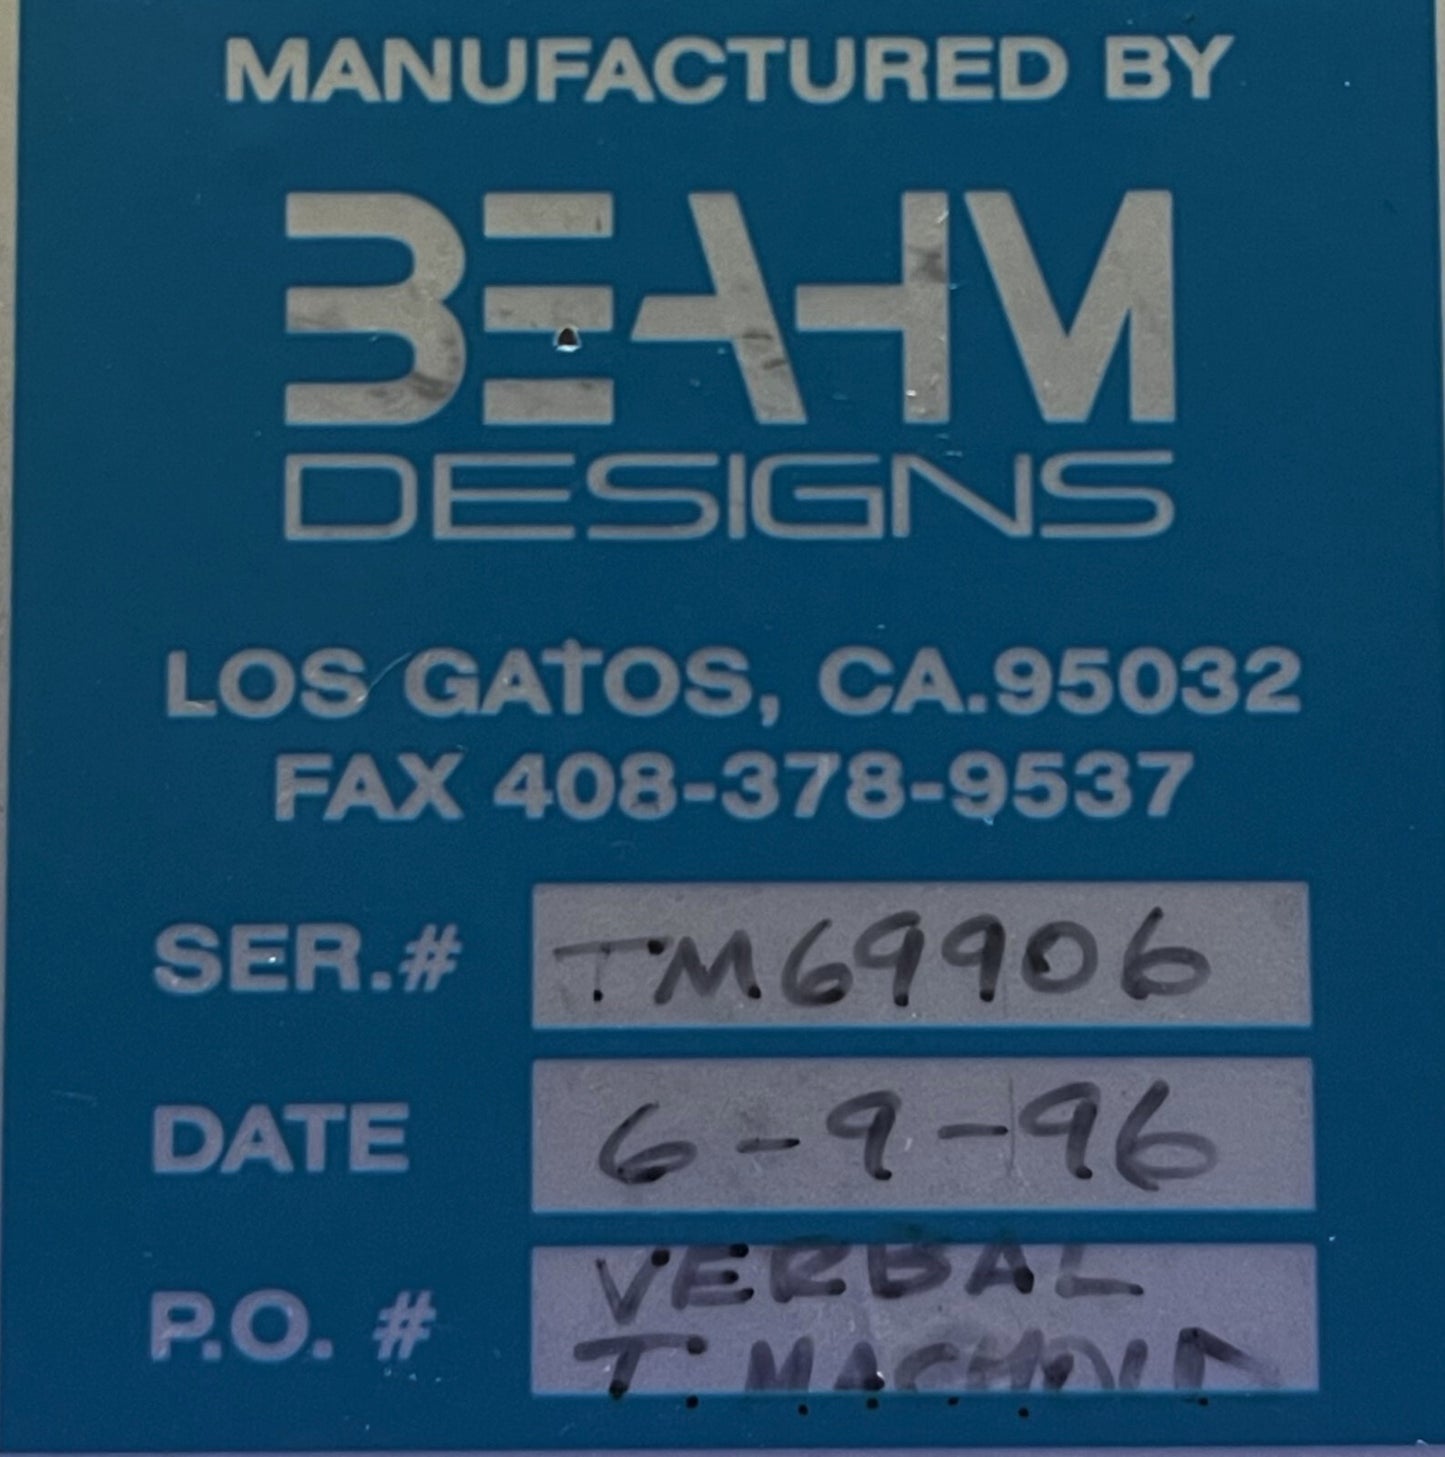 MANUFACTURED BY
BEAHM
DESIGNS
LOS GATOS, CA.95032
FAX 408-378-9537
SER.# TM69906
DATE 6-9-96
P.O. # VERBAL
T.